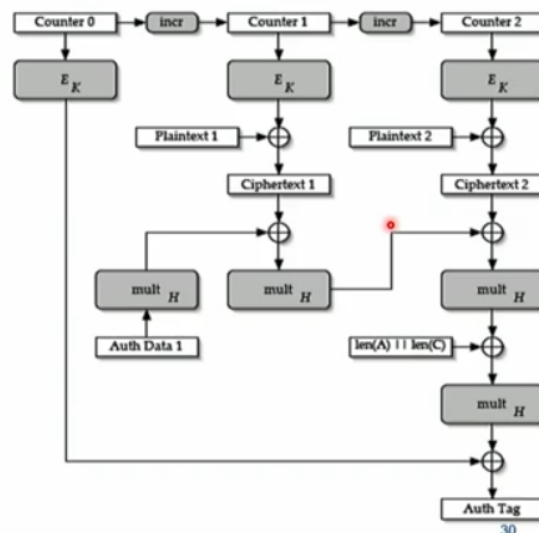 Counter 0 incr Counter 1 incr Counter 2
E K E K E K
Plaintext 1 Plaintext 2
Ciphertext 1 Ciphertext 2
mult H mult H mult H
Auth Data 1 len(A) || len(C)
mult H
Auth Tag
30